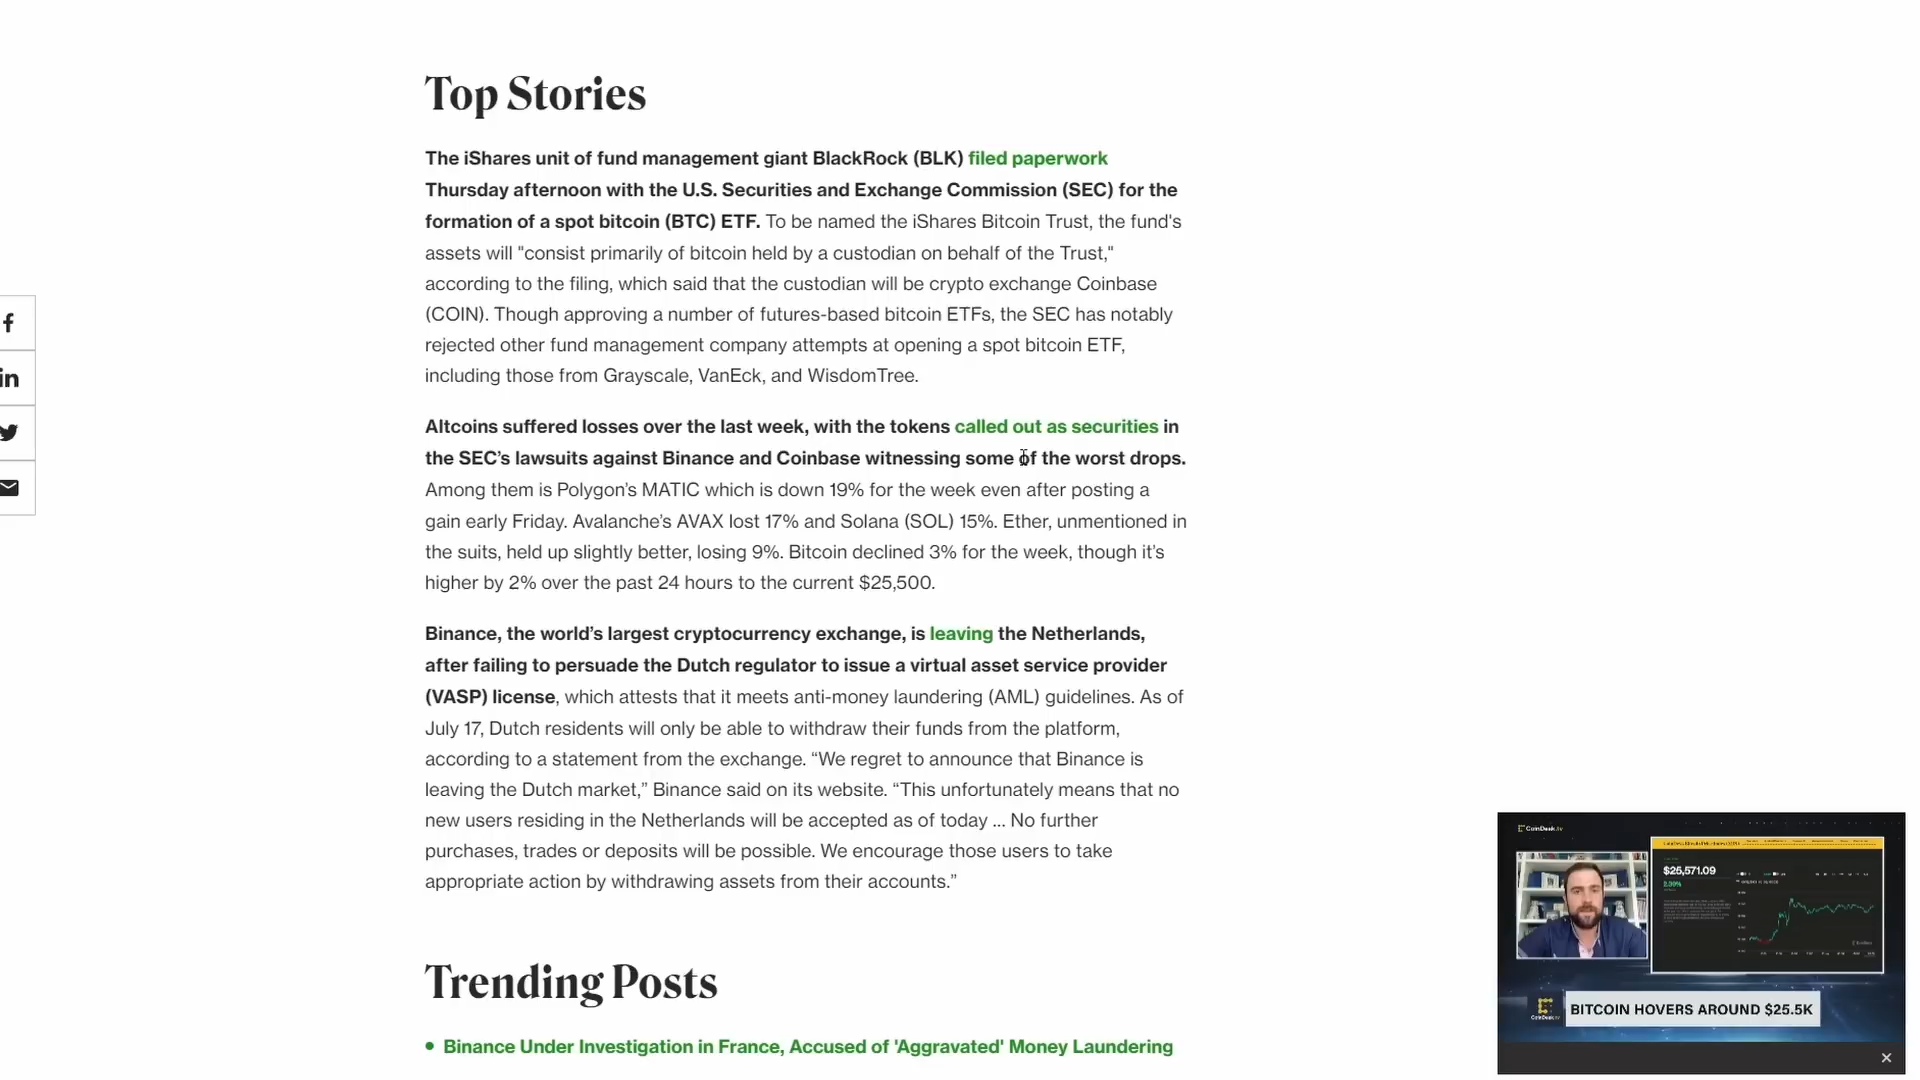 Top Stories
The iShares unit of fund management giant BlackRock (BLK) filed paperwork
Thursday afternoon with the U.S. Securities and Exchange Commission (SEC) for the
formation of a spot bitcoin (BTC) ETF. To be named the iShares Bitcoin Trust, the fund's
assets will "consist primarily of bitcoin held by a custodian on behalf of the Trust,"
according to the filing, which said that the custodian will be crypto exchange Coinbase
(COIN). Though approving a number of futures-based bitcoin ETFs, the SEC has notably
rejected other fund management company attempts at opening a spot bitcoin ETF,
including those from Grayscale, VanEck, and WisdomTree.
Altcoins suffered losses over the last week, with the tokens called out as securities in
the SEC’s lawsuits against Binance and Coinbase witnessing some of the worst drops.
Among them is Polygon’s MATIC which is down 19% for the week even after posting a
gain early Friday. Avalanche’s AVAX lost 17% and Solana (SOL) 15%. Ether, unmentioned in
the suits, held up slightly better, losing 9%. Bitcoin declined 3% for the week, though it’s
higher by 2% over the past 24 hours to the current $25,500.
Binance, the world’s largest cryptocurrency exchange, is leaving the Netherlands,
after failing to persuade the Dutch regulator to issue a virtual asset service provider
(VASP) license, which attests that it meets anti-money laundering (AML) guidelines. As of
July 17, Dutch residents will only be able to withdraw their funds from the platform,
according to a statement from the exchange. “We regret to announce that Binance is
leaving the Dutch market,” Binance said on its website. “This unfortunately means that no
new users residing in the Netherlands will be accepted as of today ... No further
purchases, trades or deposits will be possible. We encourage those users to take
appropriate action by withdrawing assets from their accounts.”
Trending Posts
Binance Under Investigation in France, Accused of 'Aggravated' Money Laundering
f
in
CoinDesk.tv
$25,571.09
2.39%
CoinDesk.tv
BITCOIN HOVERS AROUND $25.5K